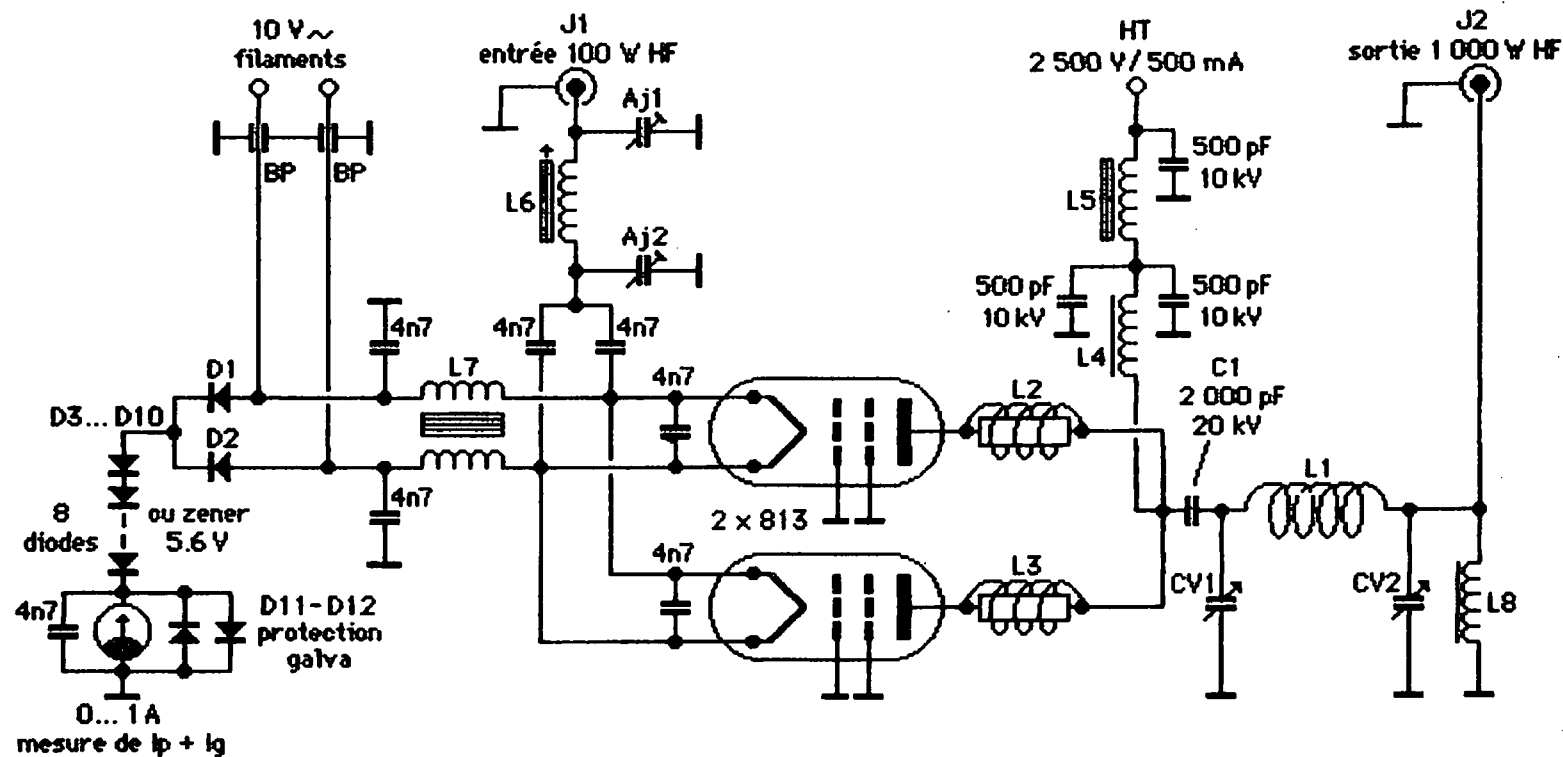 10 V~
filaments
J1
entrée 100 W HF
HT
2 500 V/ 500 mA
J2
sortie 1 000 W HF
Aj1
500 pF
10 kV
BP
BP
L6
L5
Aj2
500 pF
10 kV
500 pF
10 kV
4n7
4n7
4n7
L4
D1
L7
4n7
C1
2 000 pF
20 kV
L2
D3... D10
D2
L1
4n7
2 x 813
8
diodes
ou zener
5.6 V
4n7
L3
CV1
CV2
L8
4n7
D11-D12
protection
galva
0... 1 A
mesure de Ip + Ig